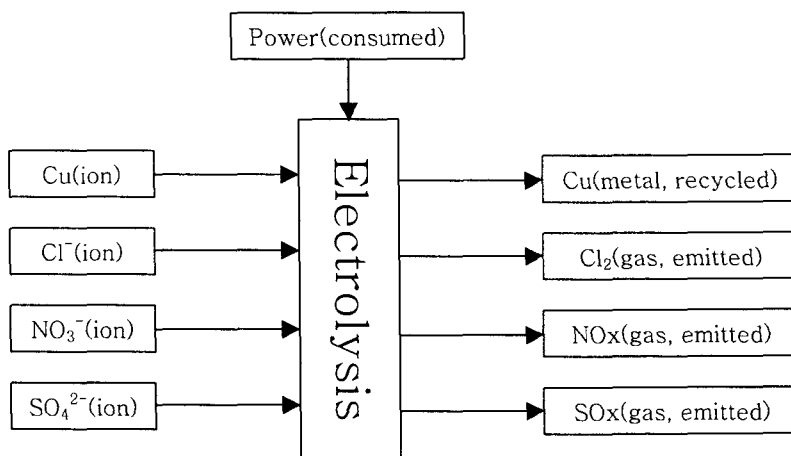 Power(consumed)
Electrolysis
Cu(ion)
Cl⁻(ion)
NO₃⁻(ion)
SO₄²⁻(ion)
Cu(metal, recycled)
Cl₂(gas, emitted)
NOx(gas, emitted)
SOx(gas, emitted)